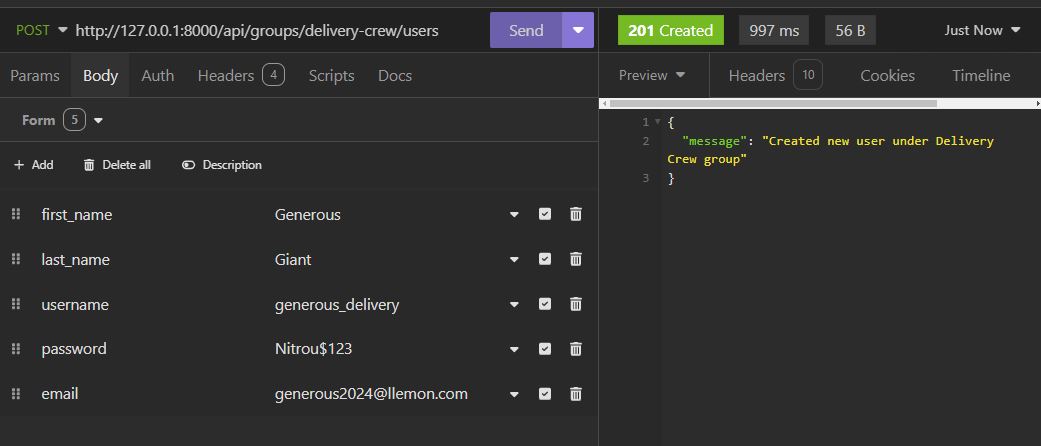 POST http://127.0.0.1:8000/api/groups/delivery-crew/users Send
Params Body Auth Headers 4 Scripts Docs
Form 5
+ Add Delete all Description
first_name Generous
last_name Giant
username generous_delivery
password Nitrou$123
email generous2024@llemon.com
201 Created 997 ms 56 B Just Now
Preview Headers 10 Cookies Timeline
1 {
2 "message": "Created new user under Delivery
Crew group"
3 }